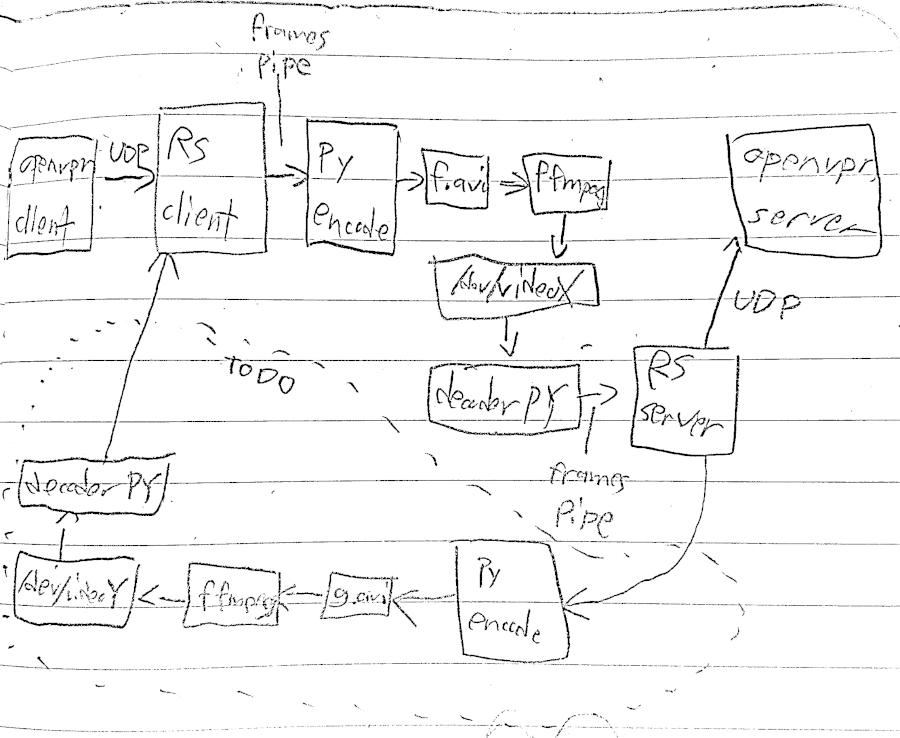 frames
pipe
openvpn
client
UDP
RS
client
Py
encode
f.avi
ffmpeg
openvpn
server
/dev/videoX
UDP
TODO
decoder PY
RS
server
decoder PY
frames
Pipe
/dev/videoY
ffmpeg
g.avi
Py
encode